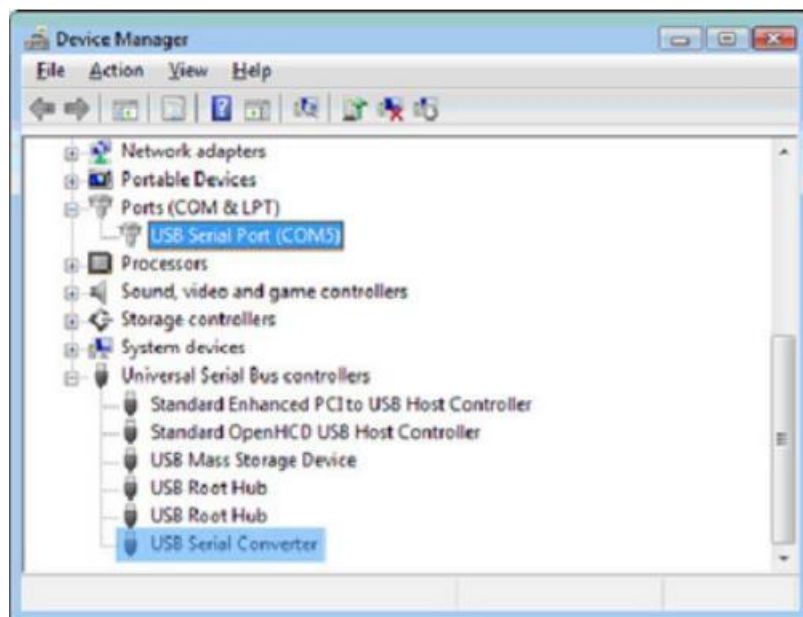 Device Manager
File Action View Help
Network adapters
Portable Devices
Ports (COM & LPT)
USB Serial Port (COM5)
Processors
Sound, video and game controllers
Storage controllers
System devices
Universal Serial Bus controllers
Standard Enhanced PCI to USB Host Controller
Standard OpenHCD USB Host Controller
USB Mass Storage Device
USB Root Hub
USB Root Hub
USB Serial Converter